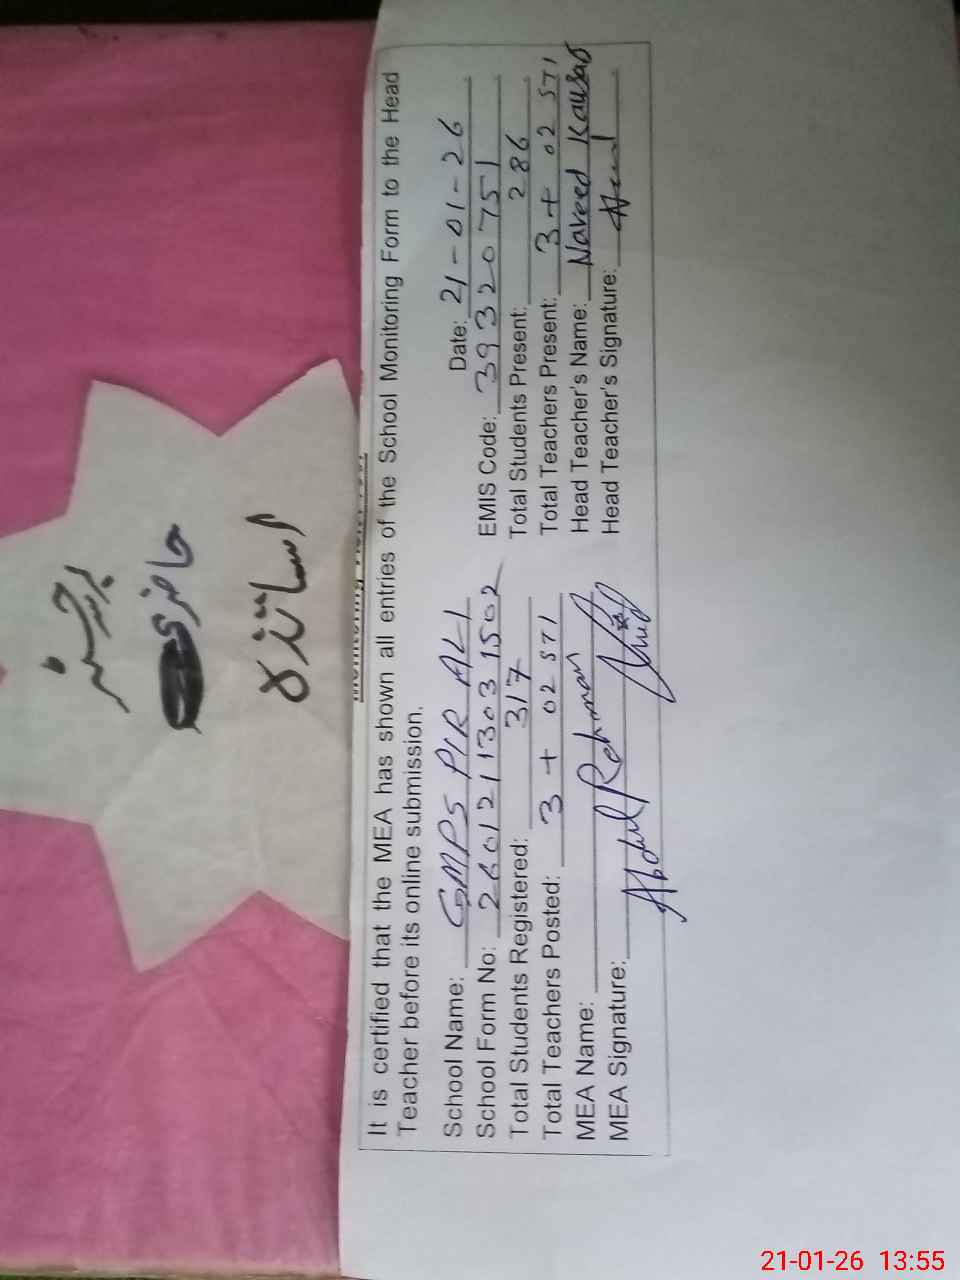 رجسٹر
حاضری
اساتذہ
It is certified that the MEA has shown all entries of the School Monitoring Form to the Head
Teacher before its online submission.
Date: 21-01-26
School Name: GMPS PIR ALI
EMIS Code: 39320751
School Form No: 2601211303 1502
Total Students Present: 286
Total Students Registered: 317
Total Teachers Present: 3 + 02 STI
Total Teachers Posted: 3 + 02 STI
Head Teacher's Name: Naveed Kausar
MEA Name: Abdul Rehman
Head Teacher's Signature:
MEA Signature:
21-01-26 13:55